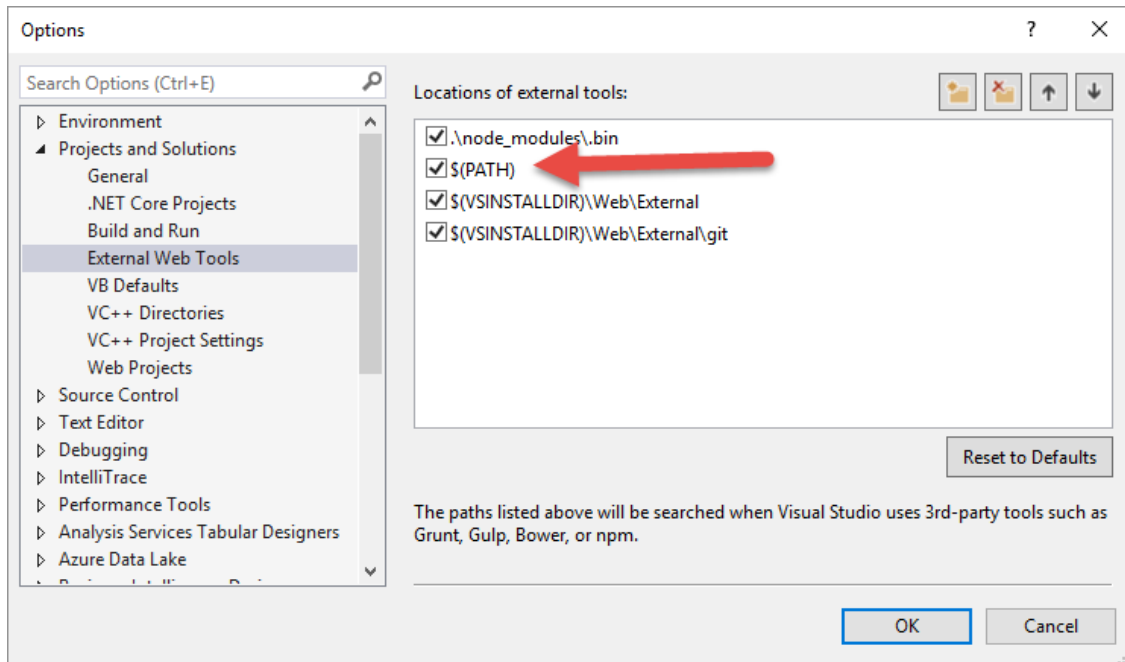 Options
?
Search Options (Ctrl+E)
Environment
Projects and Solutions
General
.NET Core Projects
Build and Run
External Web Tools
VB Defaults
VC++ Directories
VC++ Project Settings
Web Projects
Source Control
Text Editor
Debugging
IntelliTrace
Performance Tools
Analysis Services Tabular Designers
Azure Data Lake
Locations of external tools:
.\node_modules\.bin
$(PATH)
$(VSINSTALLDIR)\Web\External
$(VSINSTALLDIR)\Web\External\git
Reset to Defaults
The paths listed above will be searched when Visual Studio uses 3rd-party tools such as
Grunt, Gulp, Bower, or npm.
OK
Cancel